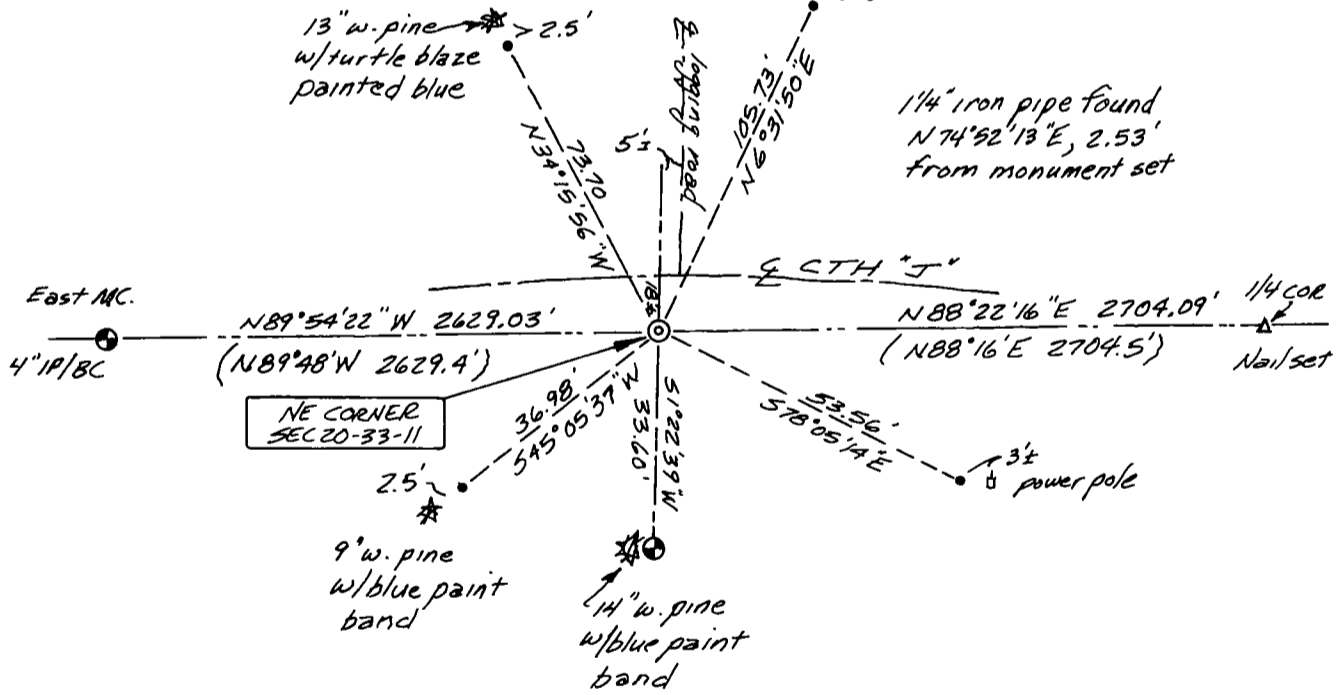 13" w. pine
w/turtle blaze
painted blue
> 2.5'
73.70
N34°15'56"W
5'±
℄ logging road
105.73'
N6°31'50"E
1 1/4" iron pipe found
N74°52'13"E, 2.53'
from monument set
℄ CTH "J"
East MC.
4" IP/BC
N89°54'22"W 2629.03'
(N89°48'W 2629.4')
N88°22'16"E 2704.09'
(N88°16'E 2704.5')
1/4 COR
Nail set
NE CORNER
SEC 20-33-11
36.98'
S45°05'37"W
2.5'
9" w. pine
w/blue paint
band
S1°22'39"W
33.60'
14" w. pine
w/blue paint
band
53.56'
S78°05'14"E
3'±
power pole